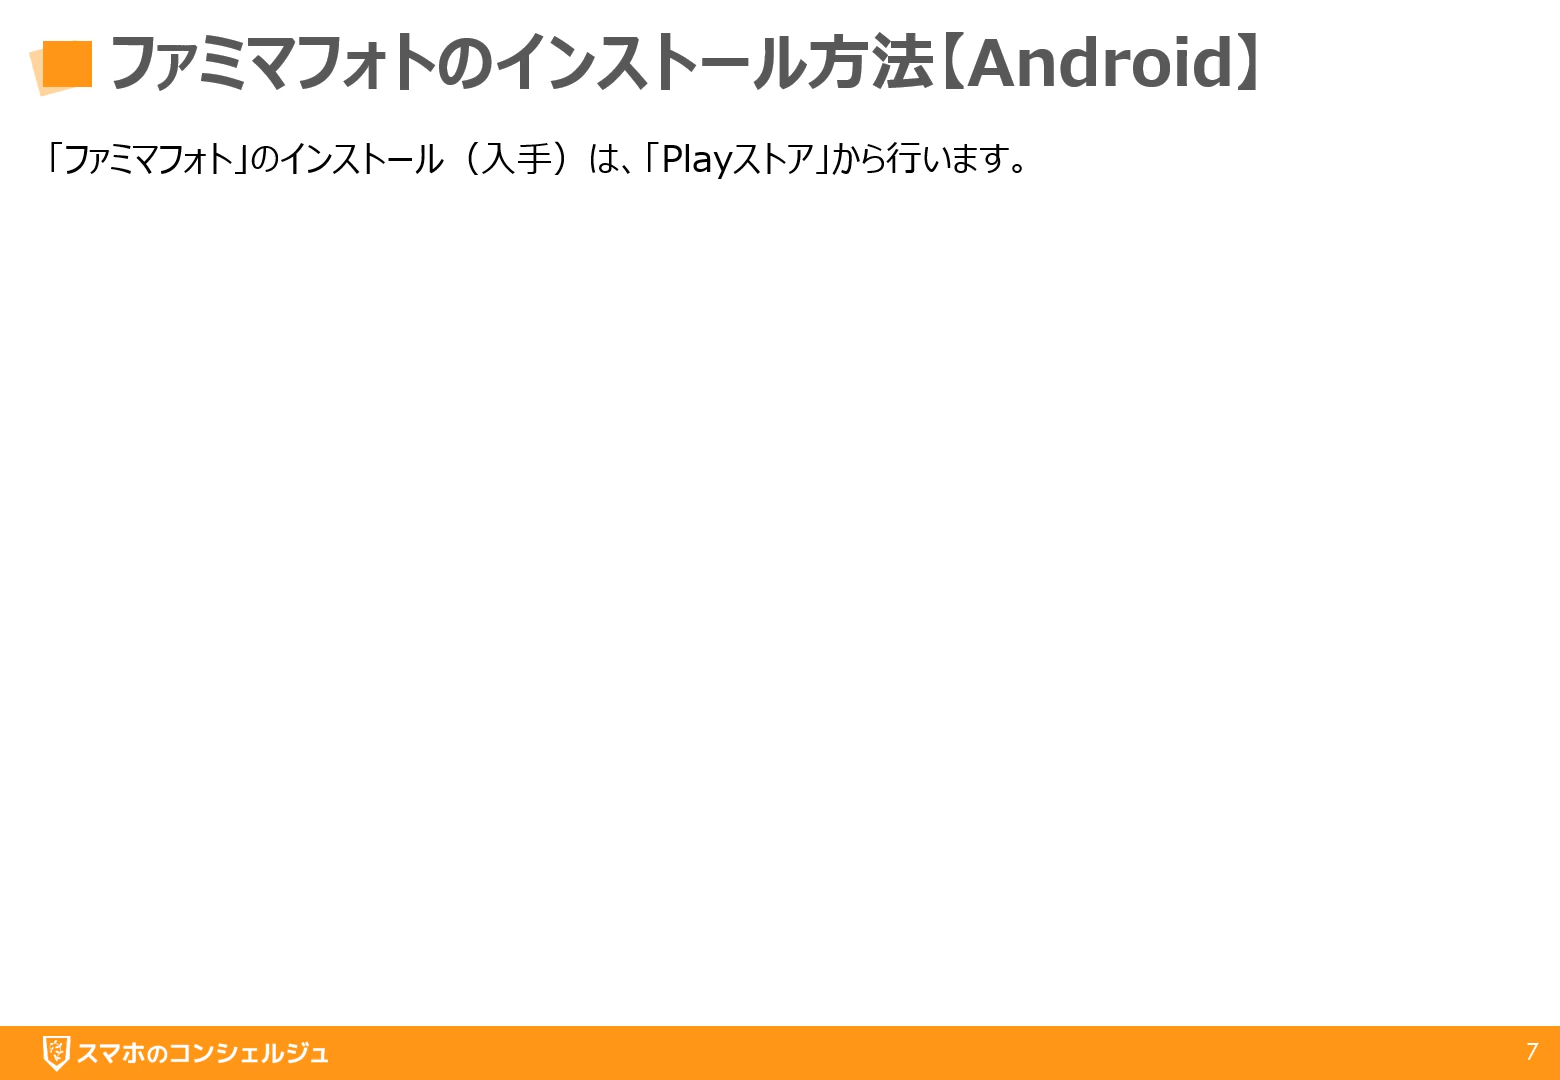 ファミマフォトのインストール方法【Android】
「ファミマフォト」のインストール（入手）は、「Playストア」から行います。
スマホのコンシェルジュ
7